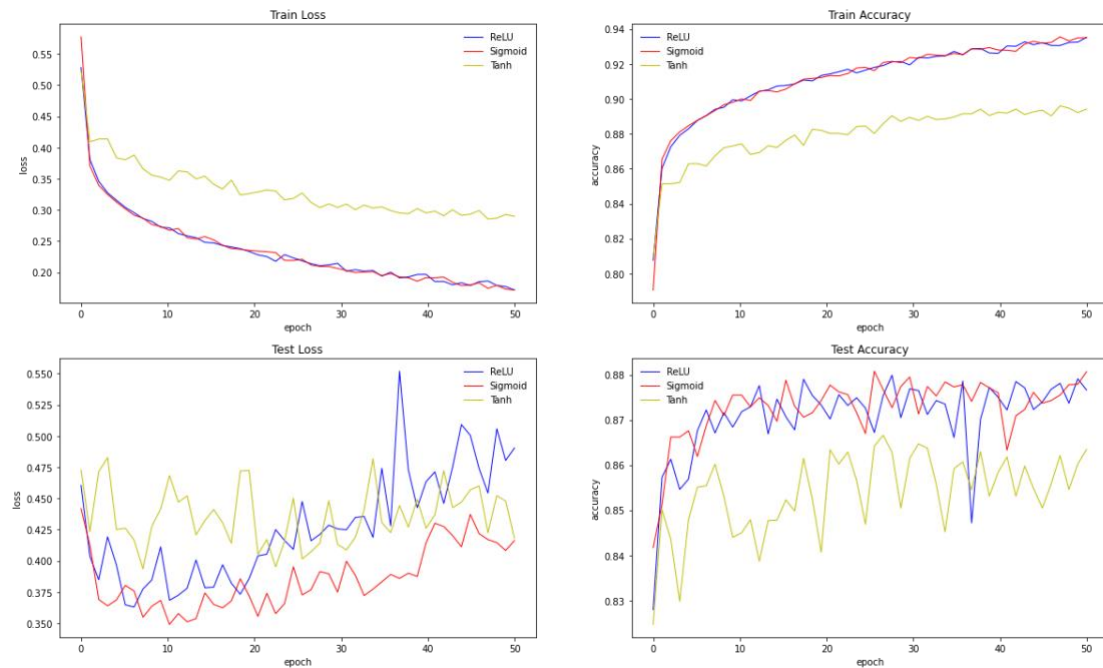 Train Loss
ReLU
Sigmoid
Tanh
0.55
0.50
0.45
0.40
0.35
0.30
0.25
0.20
loss
0 10 20 30 40 50
epoch
Train Accuracy
ReLU
Sigmoid
Tanh
0.94
0.92
0.90
0.88
0.86
0.84
0.82
0.80
accuracy
0 10 20 30 40 50
epoch
Test Loss
ReLU
Sigmoid
Tanh
0.550
0.525
0.500
0.475
0.450
0.425
0.400
0.375
0.350
loss
0 10 20 30 40 50
epoch
Test Accuracy
ReLU
Sigmoid
Tanh
0.88
0.87
0.86
0.85
0.84
0.83
accuracy
0 10 20 30 40 50
epoch